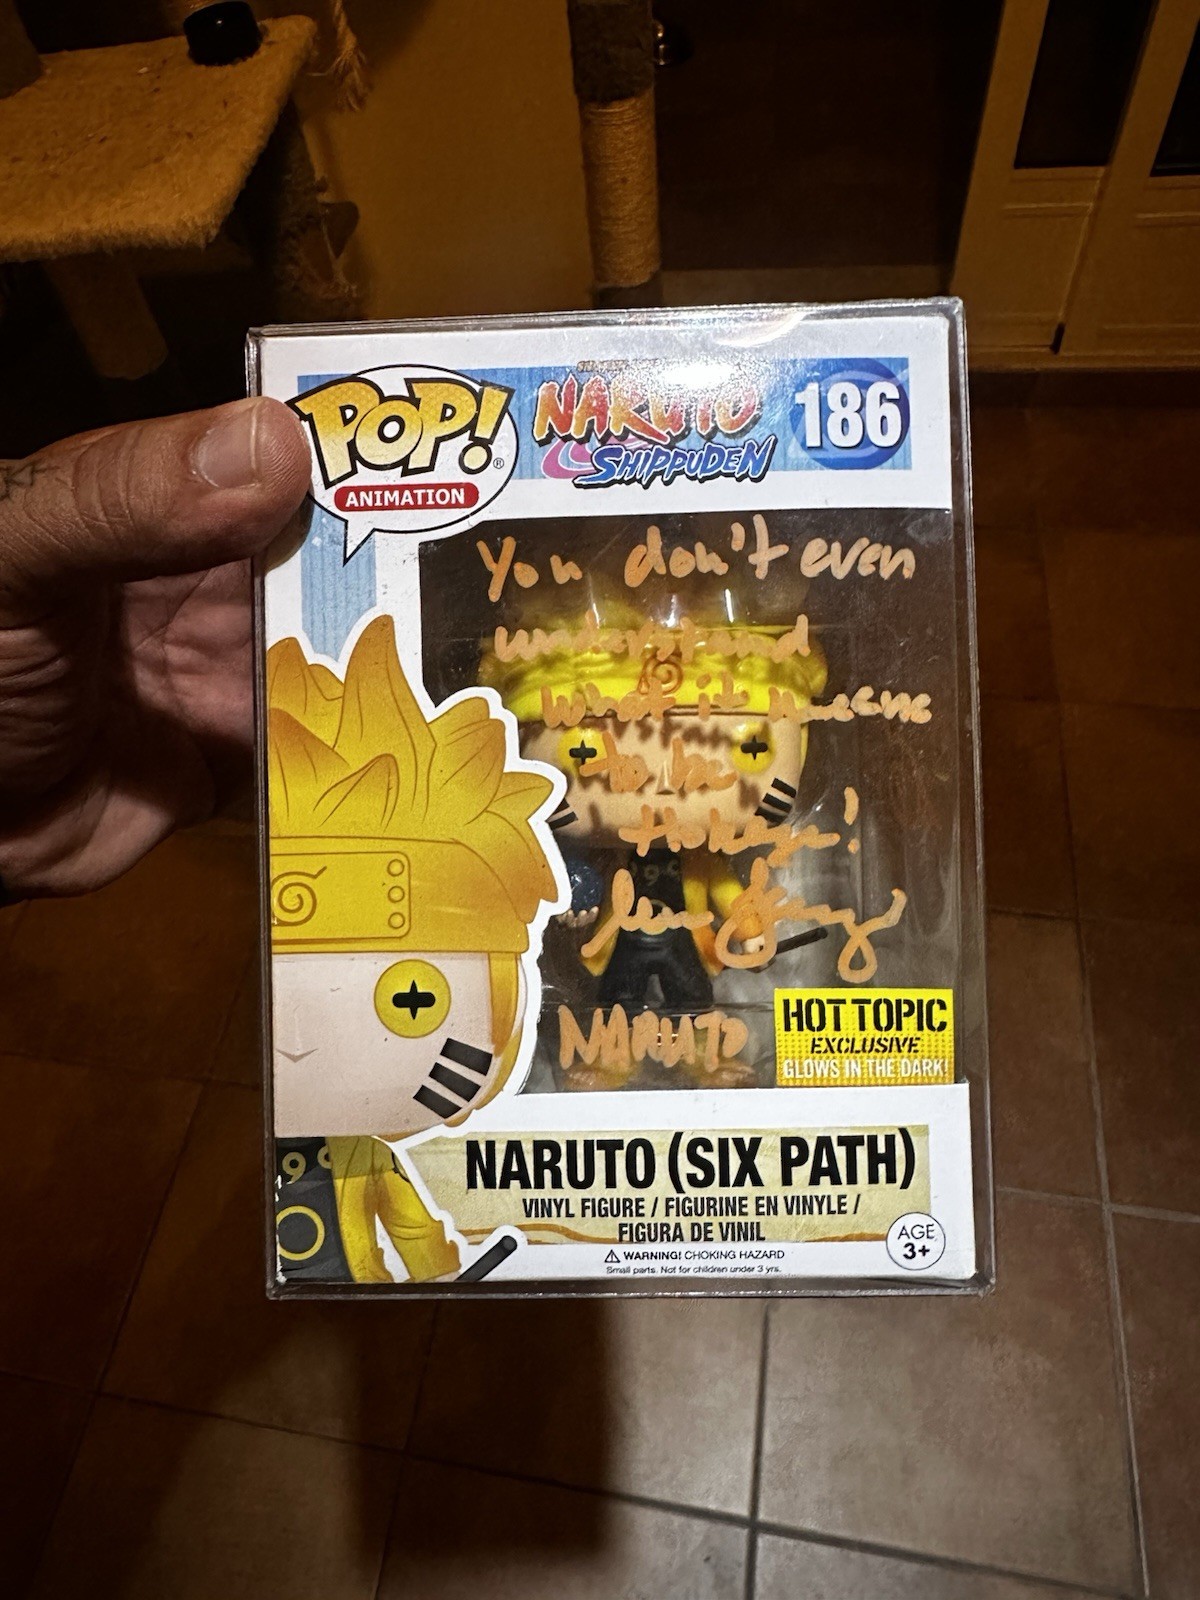 POP!®
ANIMATION
NARUTO
SHIPPUDEN
186
You don't even
understand
what it means
to be
Hokage!
NARUTO
HOT TOPIC
EXCLUSIVE
GLOWS IN THE DARK!
NARUTO (SIX PATH)
VINYL FIGURE / FIGURINE EN VINYLE /
FIGURA DE VINIL
WARNING! CHOKING HAZARD
Small parts. Not for children under 3 yrs.
AGE
3+